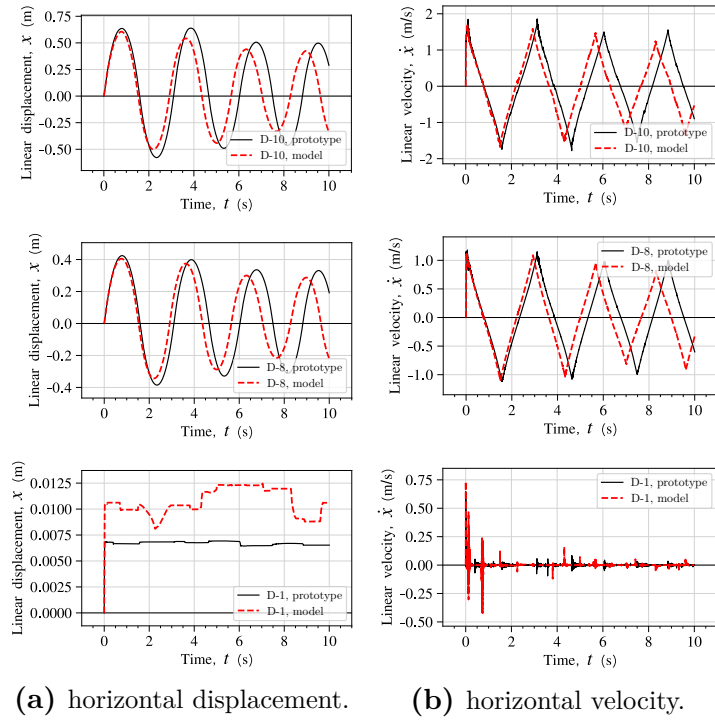 0.75
0.50
0.25
0.00
-0.25
-0.50
0
2
4
6
8
10
Linear displacement, x (m)
Time, t (s)
D-10, prototype
D-10, model
2
1
0
−1
−2
0
2
4
6
8
10
Linear velocity, ẋ (m/s)
Time, t (s)
D-10, prototype
D-10, model
0.4
0.2
0.0
-0.2
-0.4
0
2
4
6
8
10
Linear displacement, x (m)
Time, t (s)
D-8, prototype
D-8, model
1.0
0.5
0.0
-0.5
-1.0
0
2
4
6
8
10
Linear velocity, ẋ (m/s)
Time, t (s)
D-8, prototype
D-8, model
0.0125
0.0100
0.0075
0.0050
0.0025
0.0000
0
2
4
6
8
10
Linear displacement, x (m)
Time, t (s)
D-1, prototype
D-1, model
0.75
0.50
0.25
0.00
-0.25
-0.50
0
2
4
6
8
10
Linear velocity, ẋ (m/s)
Time, t (s)
D-1, prototype
D-1, model
(a) horizontal displacement.
(b) horizontal velocity.